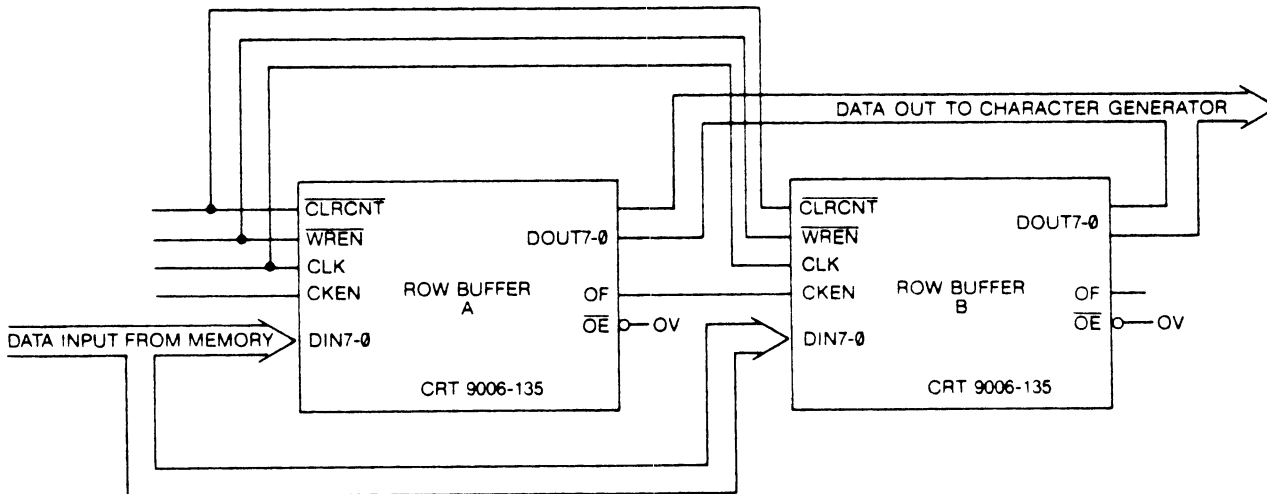 DATA OUT TO CHARACTER GENERATOR
CLRCNT
WREN
CLK
CKEN
DIN7-0
DOUT7-0
ROW BUFFER
A
OF
OE
OV
CRT 9006-135
CLRCNT
WREN
CLK
CKEN
DIN7-0
DOUT7-0
ROW BUFFER
B
OF
OE
OV
CRT 9006-135
DATA INPUT FROM MEMORY